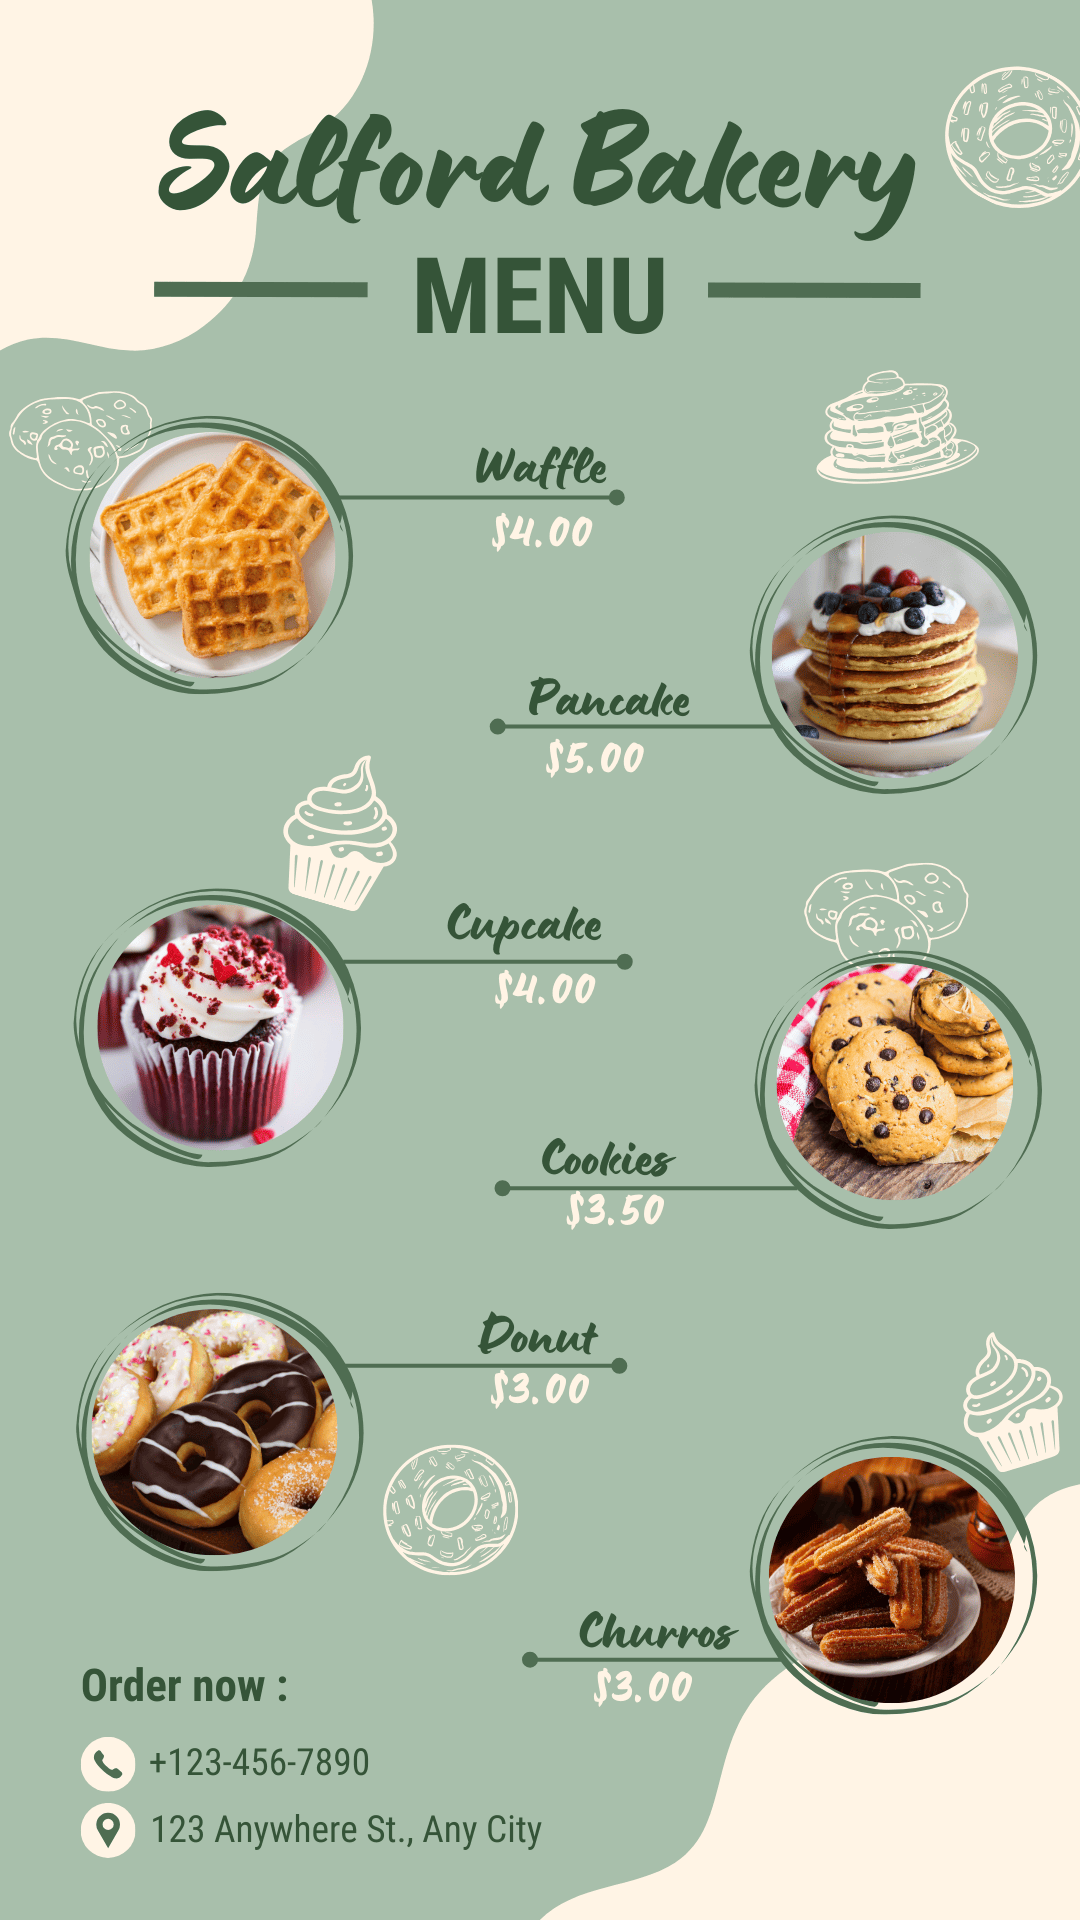 Salford Bakery
MENU
Waffle
$4.00
Pancake
$5.00
Cupcake
$4.00
Cookies
$3.50
Donut
$3.00
Churros
$3.00
Order now :
+123-456-7890
123 Anywhere St., Any City